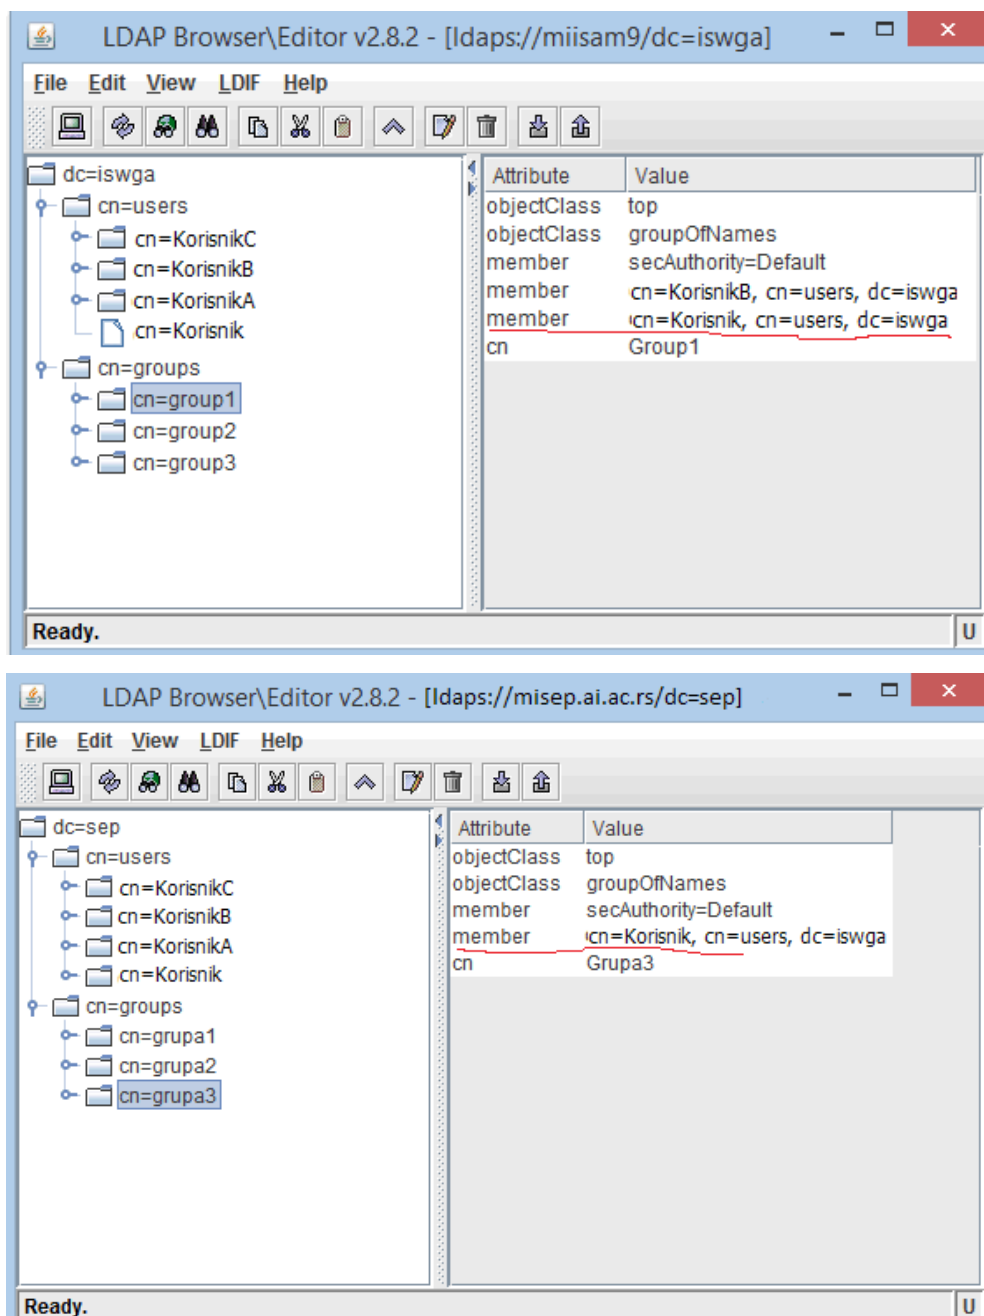 LDAP Browser\Editor v2.8.2 - [ldaps://miisam9/dc=iswga]
File Edit View LDIF Help
dc=iswga
cn=users
cn=KorisnikC
cn=KorisnikB
cn=KorisnikA
cn=Korisnik
cn=groups
cn=group1
cn=group2
cn=group3
Attribute Value
objectClass top
objectClass groupOfNames
member secAuthority=Default
member cn=KorisnikB, cn=users, dc=iswga
member cn=Korisnik, cn=users, dc=iswga
cn Group1
Ready. U
LDAP Browser\Editor v2.8.2 - [ldaps://misep.ai.ac.rs/dc=sep]
File Edit View LDIF Help
dc=sep
cn=users
cn=KorisnikC
cn=KorisnikB
cn=KorisnikA
cn=Korisnik
cn=groups
cn=grupa1
cn=grupa2
cn=grupa3
Attribute Value
objectClass top
objectClass groupOfNames
member secAuthority=Default
member cn=Korisnik, cn=users, dc=iswga
cn Grupa3
Ready. U